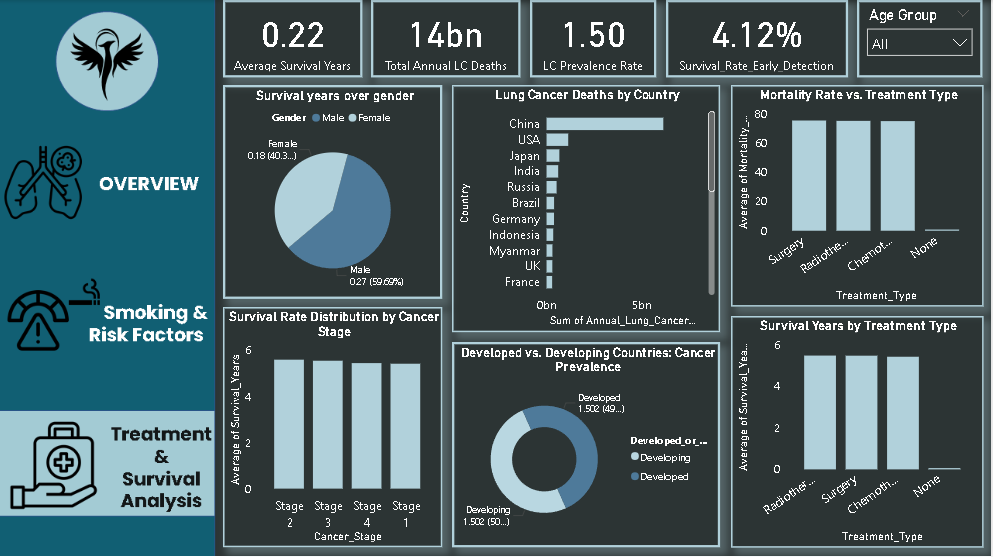 0.22
Average Survival Years
14bn
Total Annual LC Deaths
1.50
LC Prevalence Rate
4.12%
Survival_Rate_Early_Detection
Age Group
All
OVERVIEW
Smoking &
Risk Factors
Treatment
&
Survival
Analysis
Survival years over gender
Gender Male Female
Female
0.18 (40.3...)
Male
0.27 (59.69%)
Lung Cancer Deaths by Country
Country
China
USA
Japan
India
Russia
Brazil
Germany
Indonesia
Myanmar
UK
France
0bn 5bn
Sum of Annual_Lung_Cancer...
Mortality Rate vs. Treatment Type
Average of Mortality_...
80
60
40
20
0
Surgery Radiothe... Chemot... None
Treatment_Type
Survival Rate Distribution by Cancer
Stage
Average of Survival_Years
6
4
2
0
Stage 2 Stage 3 Stage 4 Stage 1
Cancer_Stage
Developed vs. Developing Countries: Cancer
Prevalence
Developed
1.502 (49...)
Developing
1.502 (50...)
Developed_or_...
Developing
Developed
Survival Years by Treatment Type
Average of Survival_Yea...
6
4
2
0
Radiother... Surgery Chemoth... None
Treatment_Type